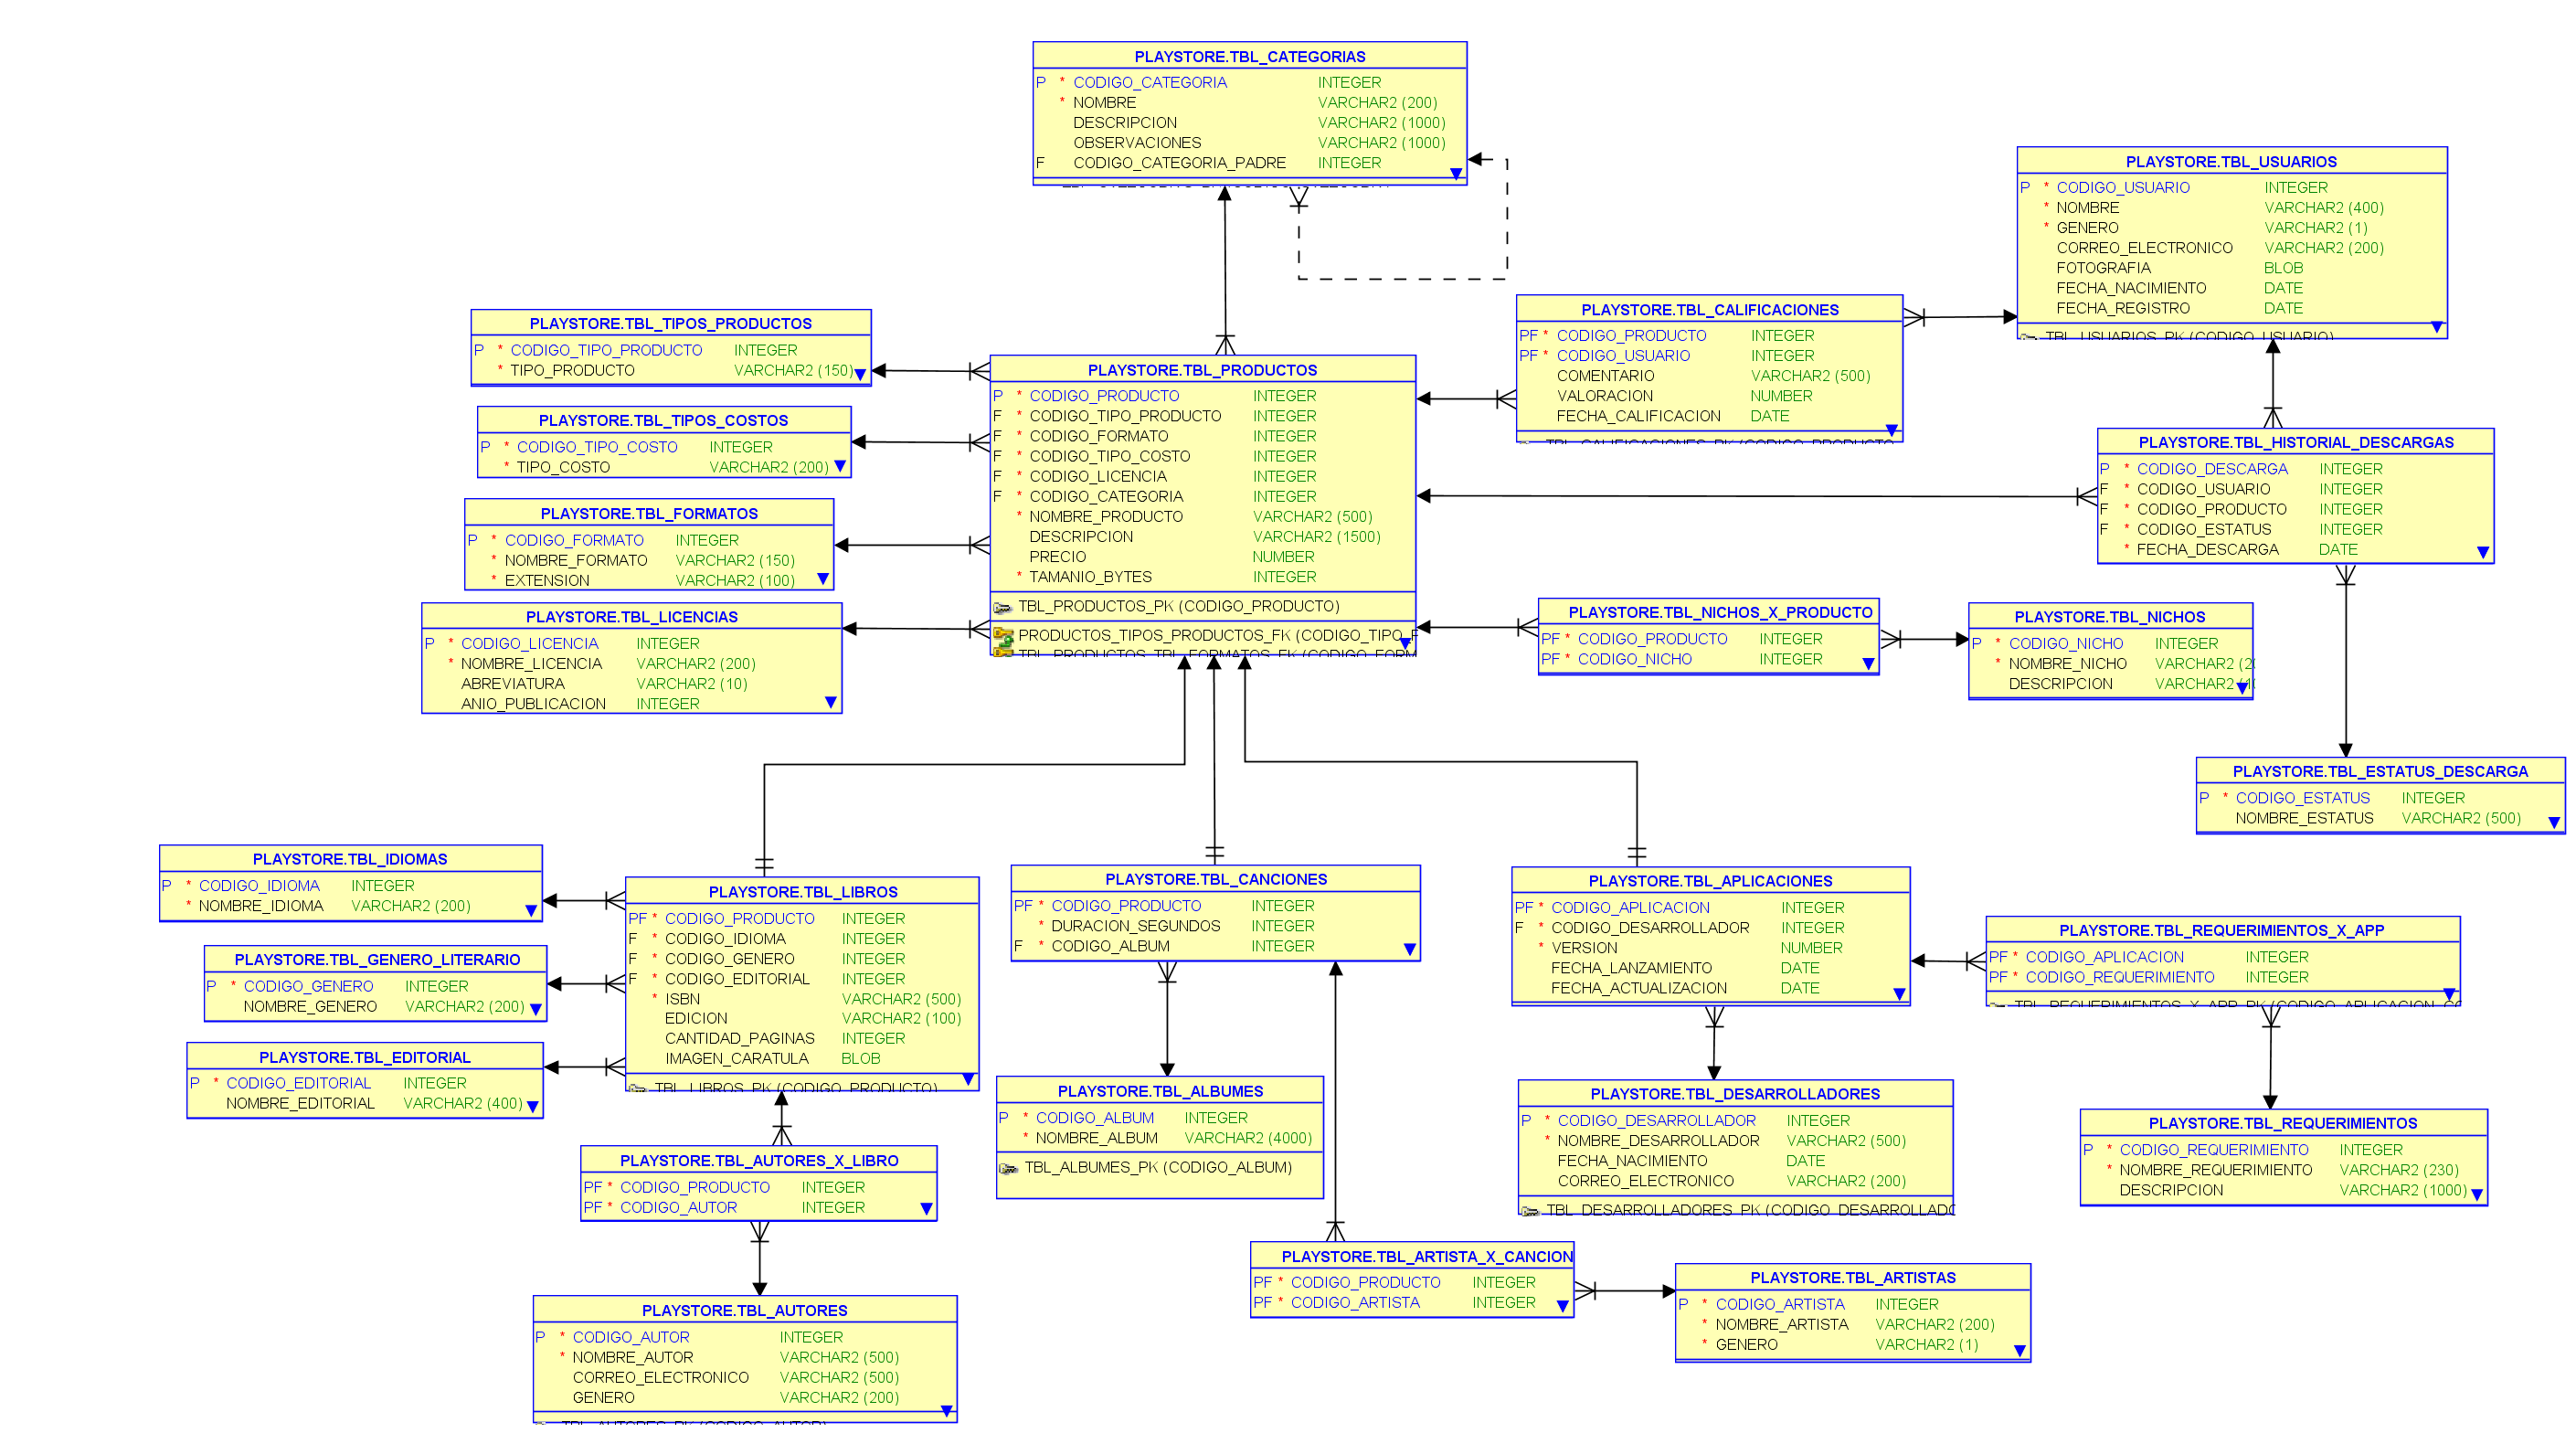 PLAYSTORE.TBL_CATEGORIAS
P * CODIGO_CATEGORIA INTEGER
* NOMBRE VARCHAR2 (200)
DESCRIPCION VARCHAR2 (1000)
OBSERVACIONES VARCHAR2 (1000)
F CODIGO_CATEGORIA_PADRE INTEGER
PLAYSTORE.TBL_USUARIOS
P * CODIGO_USUARIO INTEGER
* NOMBRE VARCHAR2 (400)
* GENERO VARCHAR2 (1)
CORREO_ELECTRONICO VARCHAR2 (200)
FOTOGRAFIA BLOB
FECHA_NACIMIENTO DATE
FECHA_REGISTRO DATE
TBL_USUARIOS_PK (CODIGO_USUARIO)
PLAYSTORE.TBL_TIPOS_PRODUCTOS
P * CODIGO_TIPO_PRODUCTO INTEGER
* TIPO_PRODUCTO VARCHAR2 (150)
PLAYSTORE.TBL_TIPOS_COSTOS
P * CODIGO_TIPO_COSTO INTEGER
* TIPO_COSTO VARCHAR2 (200)
PLAYSTORE.TBL_FORMATOS
P * CODIGO_FORMATO INTEGER
* NOMBRE_FORMATO VARCHAR2 (150)
* EXTENSION VARCHAR2 (100)
PLAYSTORE.TBL_LICENCIAS
P * CODIGO_LICENCIA INTEGER
* NOMBRE_LICENCIA VARCHAR2 (200)
ABREVIATURA VARCHAR2 (10)
ANIO_PUBLICACION INTEGER
PLAYSTORE.TBL_PRODUCTOS
P * CODIGO_PRODUCTO INTEGER
F * CODIGO_TIPO_PRODUCTO INTEGER
F * CODIGO_FORMATO INTEGER
F * CODIGO_TIPO_COSTO INTEGER
F * CODIGO_LICENCIA INTEGER
F * CODIGO_CATEGORIA INTEGER
* NOMBRE_PRODUCTO VARCHAR2 (500)
DESCRIPCION VARCHAR2 (1500)
PRECIO NUMBER
* TAMANIO_BYTES INTEGER
TBL_PRODUCTOS_PK (CODIGO_PRODUCTO)
PRODUCTOS_TIPOS_PRODUCTOS_FK (CODIGO_TIPO_P
TBL_PRODUCTOS_TBL_FORMATOS_FK (CODIGO_FORM
PLAYSTORE.TBL_CALIFICACIONES
PF * CODIGO_PRODUCTO INTEGER
PF * CODIGO_USUARIO INTEGER
COMENTARIO VARCHAR2 (500)
VALORACION NUMBER
FECHA_CALIFICACION DATE
TBL_CALIFICACIONES_PK (CODIGO_PRODUCTO
PLAYSTORE.TBL_HISTORIAL_DESCARGAS
P * CODIGO_DESCARGA INTEGER
F * CODIGO_USUARIO INTEGER
F * CODIGO_PRODUCTO INTEGER
F * CODIGO_ESTATUS INTEGER
* FECHA_DESCARGA DATE
PLAYSTORE.TBL_NICHOS_X_PRODUCTO
PF * CODIGO_PRODUCTO INTEGER
PF * CODIGO_NICHO INTEGER
PLAYSTORE.TBL_NICHOS
P * CODIGO_NICHO INTEGER
* NOMBRE_NICHO VARCHAR2 (2
DESCRIPCION VARCHAR2
PLAYSTORE.TBL_ESTATUS_DESCARGA
P * CODIGO_ESTATUS INTEGER
NOMBRE_ESTATUS VARCHAR2 (500)
PLAYSTORE.TBL_IDIOMAS
P * CODIGO_IDIOMA INTEGER
* NOMBRE_IDIOMA VARCHAR2 (200)
PLAYSTORE.TBL_GENERO_LITERARIO
P * CODIGO_GENERO INTEGER
NOMBRE_GENERO VARCHAR2 (200)
PLAYSTORE.TBL_EDITORIAL
P * CODIGO_EDITORIAL INTEGER
NOMBRE_EDITORIAL VARCHAR2 (400)
PLAYSTORE.TBL_LIBROS
PF * CODIGO_PRODUCTO INTEGER
F * CODIGO_IDIOMA INTEGER
F * CODIGO_GENERO INTEGER
F * CODIGO_EDITORIAL INTEGER
* ISBN VARCHAR2 (500)
EDICION VARCHAR2 (100)
CANTIDAD_PAGINAS INTEGER
IMAGEN_CARATULA BLOB
TBL_LIBROS_PK (CODIGO_PRODUCTO)
PLAYSTORE.TBL_CANCIONES
PF * CODIGO_PRODUCTO INTEGER
* DURACION_SEGUNDOS INTEGER
F * CODIGO_ALBUM INTEGER
PLAYSTORE.TBL_APLICACIONES
PF * CODIGO_APLICACION INTEGER
F * CODIGO_DESARROLLADOR INTEGER
* VERSION NUMBER
FECHA_LANZAMIENTO DATE
FECHA_ACTUALIZACION DATE
PLAYSTORE.TBL_REQUERIMIENTOS_X_APP
PF * CODIGO_APLICACION INTEGER
PF * CODIGO_REQUERIMIENTO INTEGER
TBL_REQUERIMIENTOS_X_APP_PK (CODIGO_APLICACION, CO
PLAYSTORE.TBL_ALBUMES
P * CODIGO_ALBUM INTEGER
* NOMBRE_ALBUM VARCHAR2 (4000)
TBL_ALBUMES_PK (CODIGO_ALBUM)
PLAYSTORE.TBL_DESARROLLADORES
P * CODIGO_DESARROLLADOR INTEGER
* NOMBRE_DESARROLLADOR VARCHAR2 (500)
FECHA_NACIMIENTO DATE
CORREO_ELECTRONICO VARCHAR2 (200)
TBL_DESARROLLADORES_PK (CODIGO_DESARROLLADO
PLAYSTORE.TBL_REQUERIMIENTOS
P * CODIGO_REQUERIMIENTO INTEGER
* NOMBRE_REQUERIMIENTO VARCHAR2 (230)
DESCRIPCION VARCHAR2 (1000)
PLAYSTORE.TBL_AUTORES_X_LIBRO
PF * CODIGO_PRODUCTO INTEGER
PF * CODIGO_AUTOR INTEGER
PLAYSTORE.TBL_ARTISTA_X_CANCION
PF * CODIGO_PRODUCTO INTEGER
PF * CODIGO_ARTISTA INTEGER
PLAYSTORE.TBL_ARTISTAS
P * CODIGO_ARTISTA INTEGER
* NOMBRE_ARTISTA VARCHAR2 (200)
* GENERO VARCHAR2 (1)
PLAYSTORE.TBL_AUTORES
P * CODIGO_AUTOR INTEGER
* NOMBRE_AUTOR VARCHAR2 (500)
CORREO_ELECTRONICO VARCHAR2 (500)
GENERO VARCHAR2 (200)
TBL_AUTORES_PK (CODIGO_AUTOR)